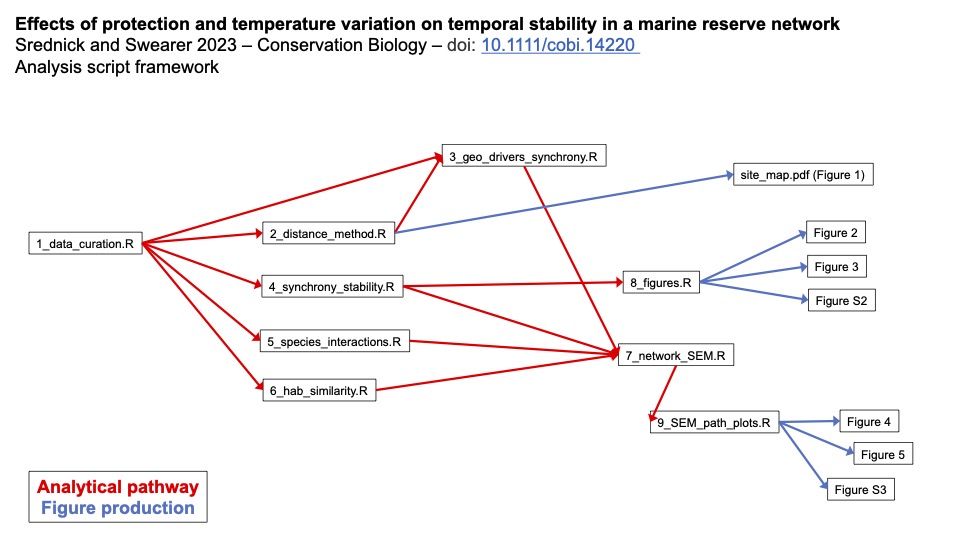 Effects of protection and temperature variation on temporal stability in a marine reserve network
Srednick and Swearer 2023 – Conservation Biology – doi: 10.1111/cobi.14220
Analysis script framework
3_geo_drivers_synchrony.R
site_map.pdf (Figure 1)
2_distance_method.R
Figure 2
1_data_curation.R
Figure 3
4_synchrony_stability.R
8_figures.R
Figure S2
5_species_interactions.R
7_network_SEM.R
6_hab_similarity.R
9_SEM_path_plots.R
Figure 4
Figure 5
Figure S3
Analytical pathway
Figure production